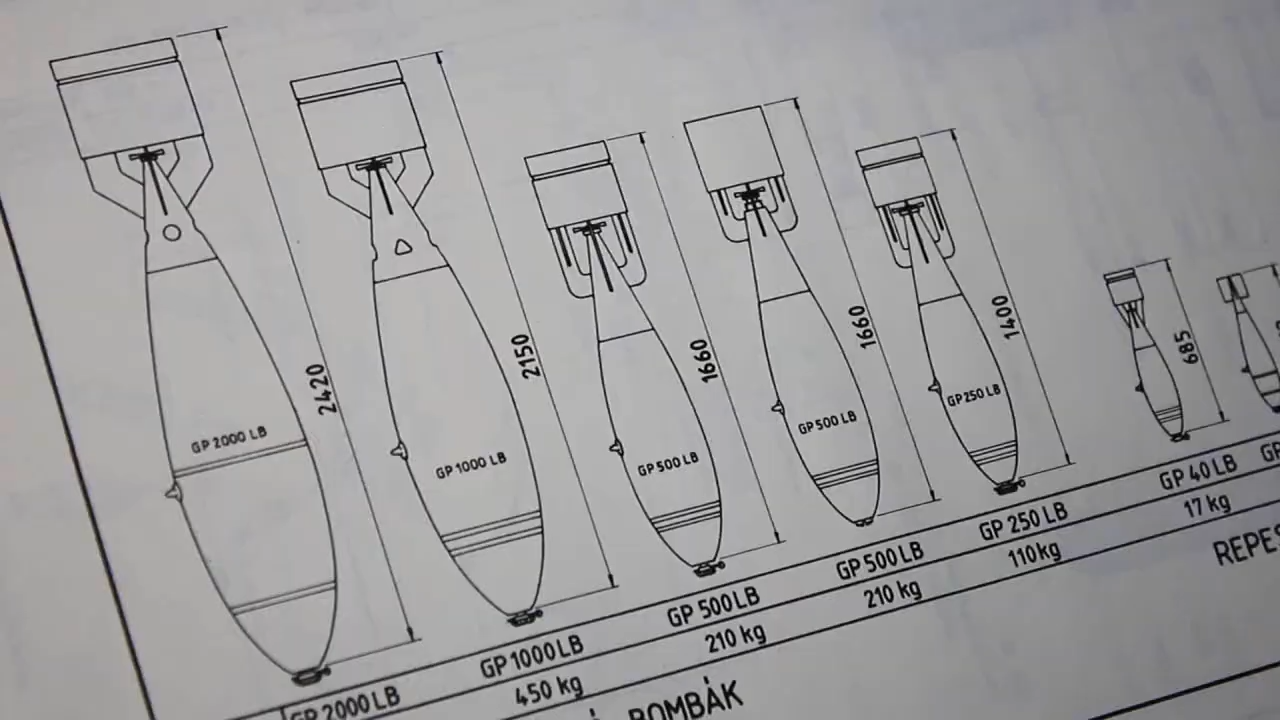 2420
2150
1660
1660
1400
685
GP 2000 LB
GP 1000 LB
GP 500 LB
GP 500 LB
GP 250 LB
GP 2000 LB
GP 1000 LB
GP 500 LB
GP 500 LB
GP 250 LB
GP 40 LB
450 kg
210 kg
210 kg
110 kg
17 kg
BOMBÁK